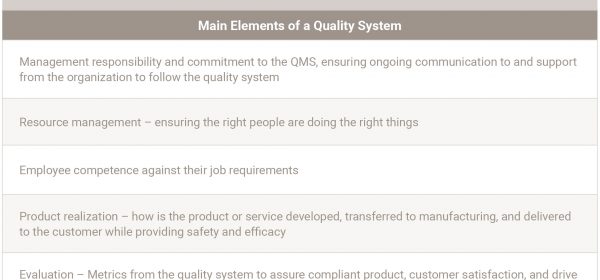 Main Elements of a Quality System
Management responsibility and commitment to the QMS, ensuring ongoing communication to and support
from the organization to follow the quality system
Resource management – ensuring the right people are doing the right things
Employee competence against their job requirements
Product realization – how is the product or service developed, transferred to manufacturing, and delivered
to the customer while providing safety and efficacy
Evaluation – Metrics from the quality system to assure compliant product, customer satisfaction, and drive